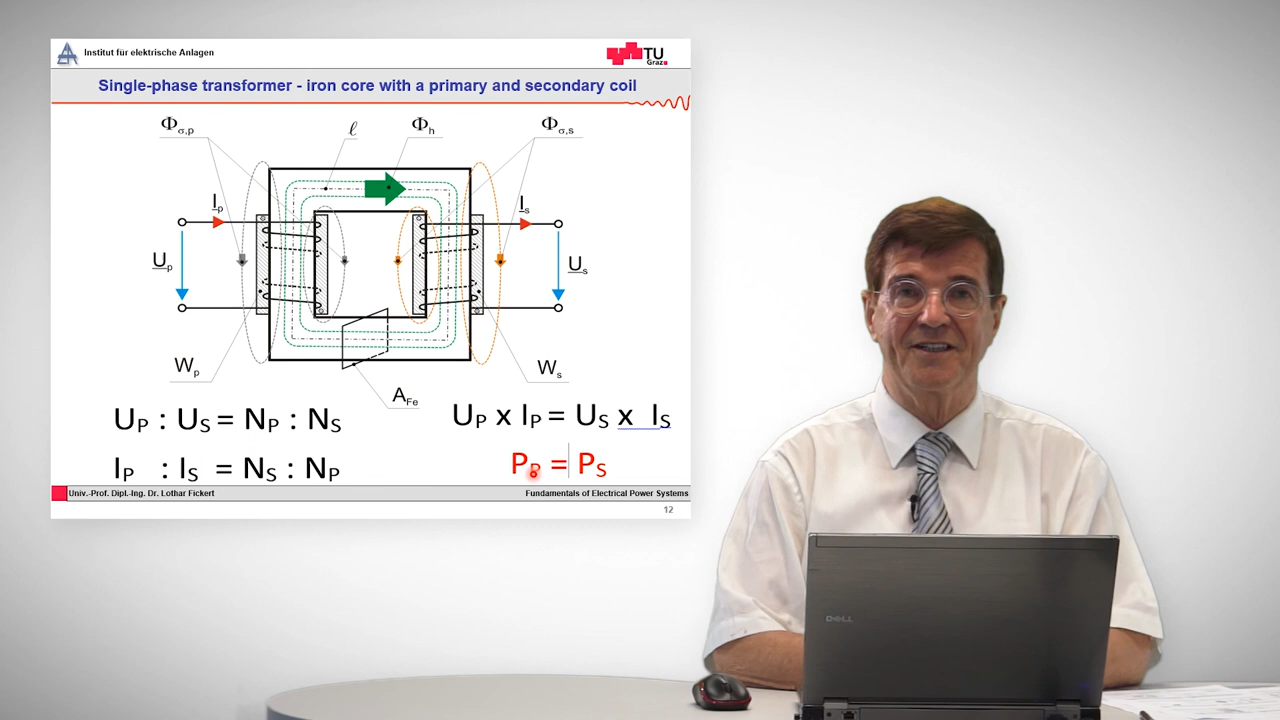 Institut für elektrische Anlagen
TU
Graz
Single-phase transformer - iron core with a primary and secondary coil
Φσ,p
ℓ
Φh
Φσ,s
Ip
Is
Up
Us
Wp
Ws
AFe
UP : US = NP : NS
UP x IP = US x IS
IP : IS = NS : NP
PP = PS
Univ.-Prof. Dipl.-Ing. Dr. Lothar Fickert
Fundamentals of Electrical Power Systems
12
DELL